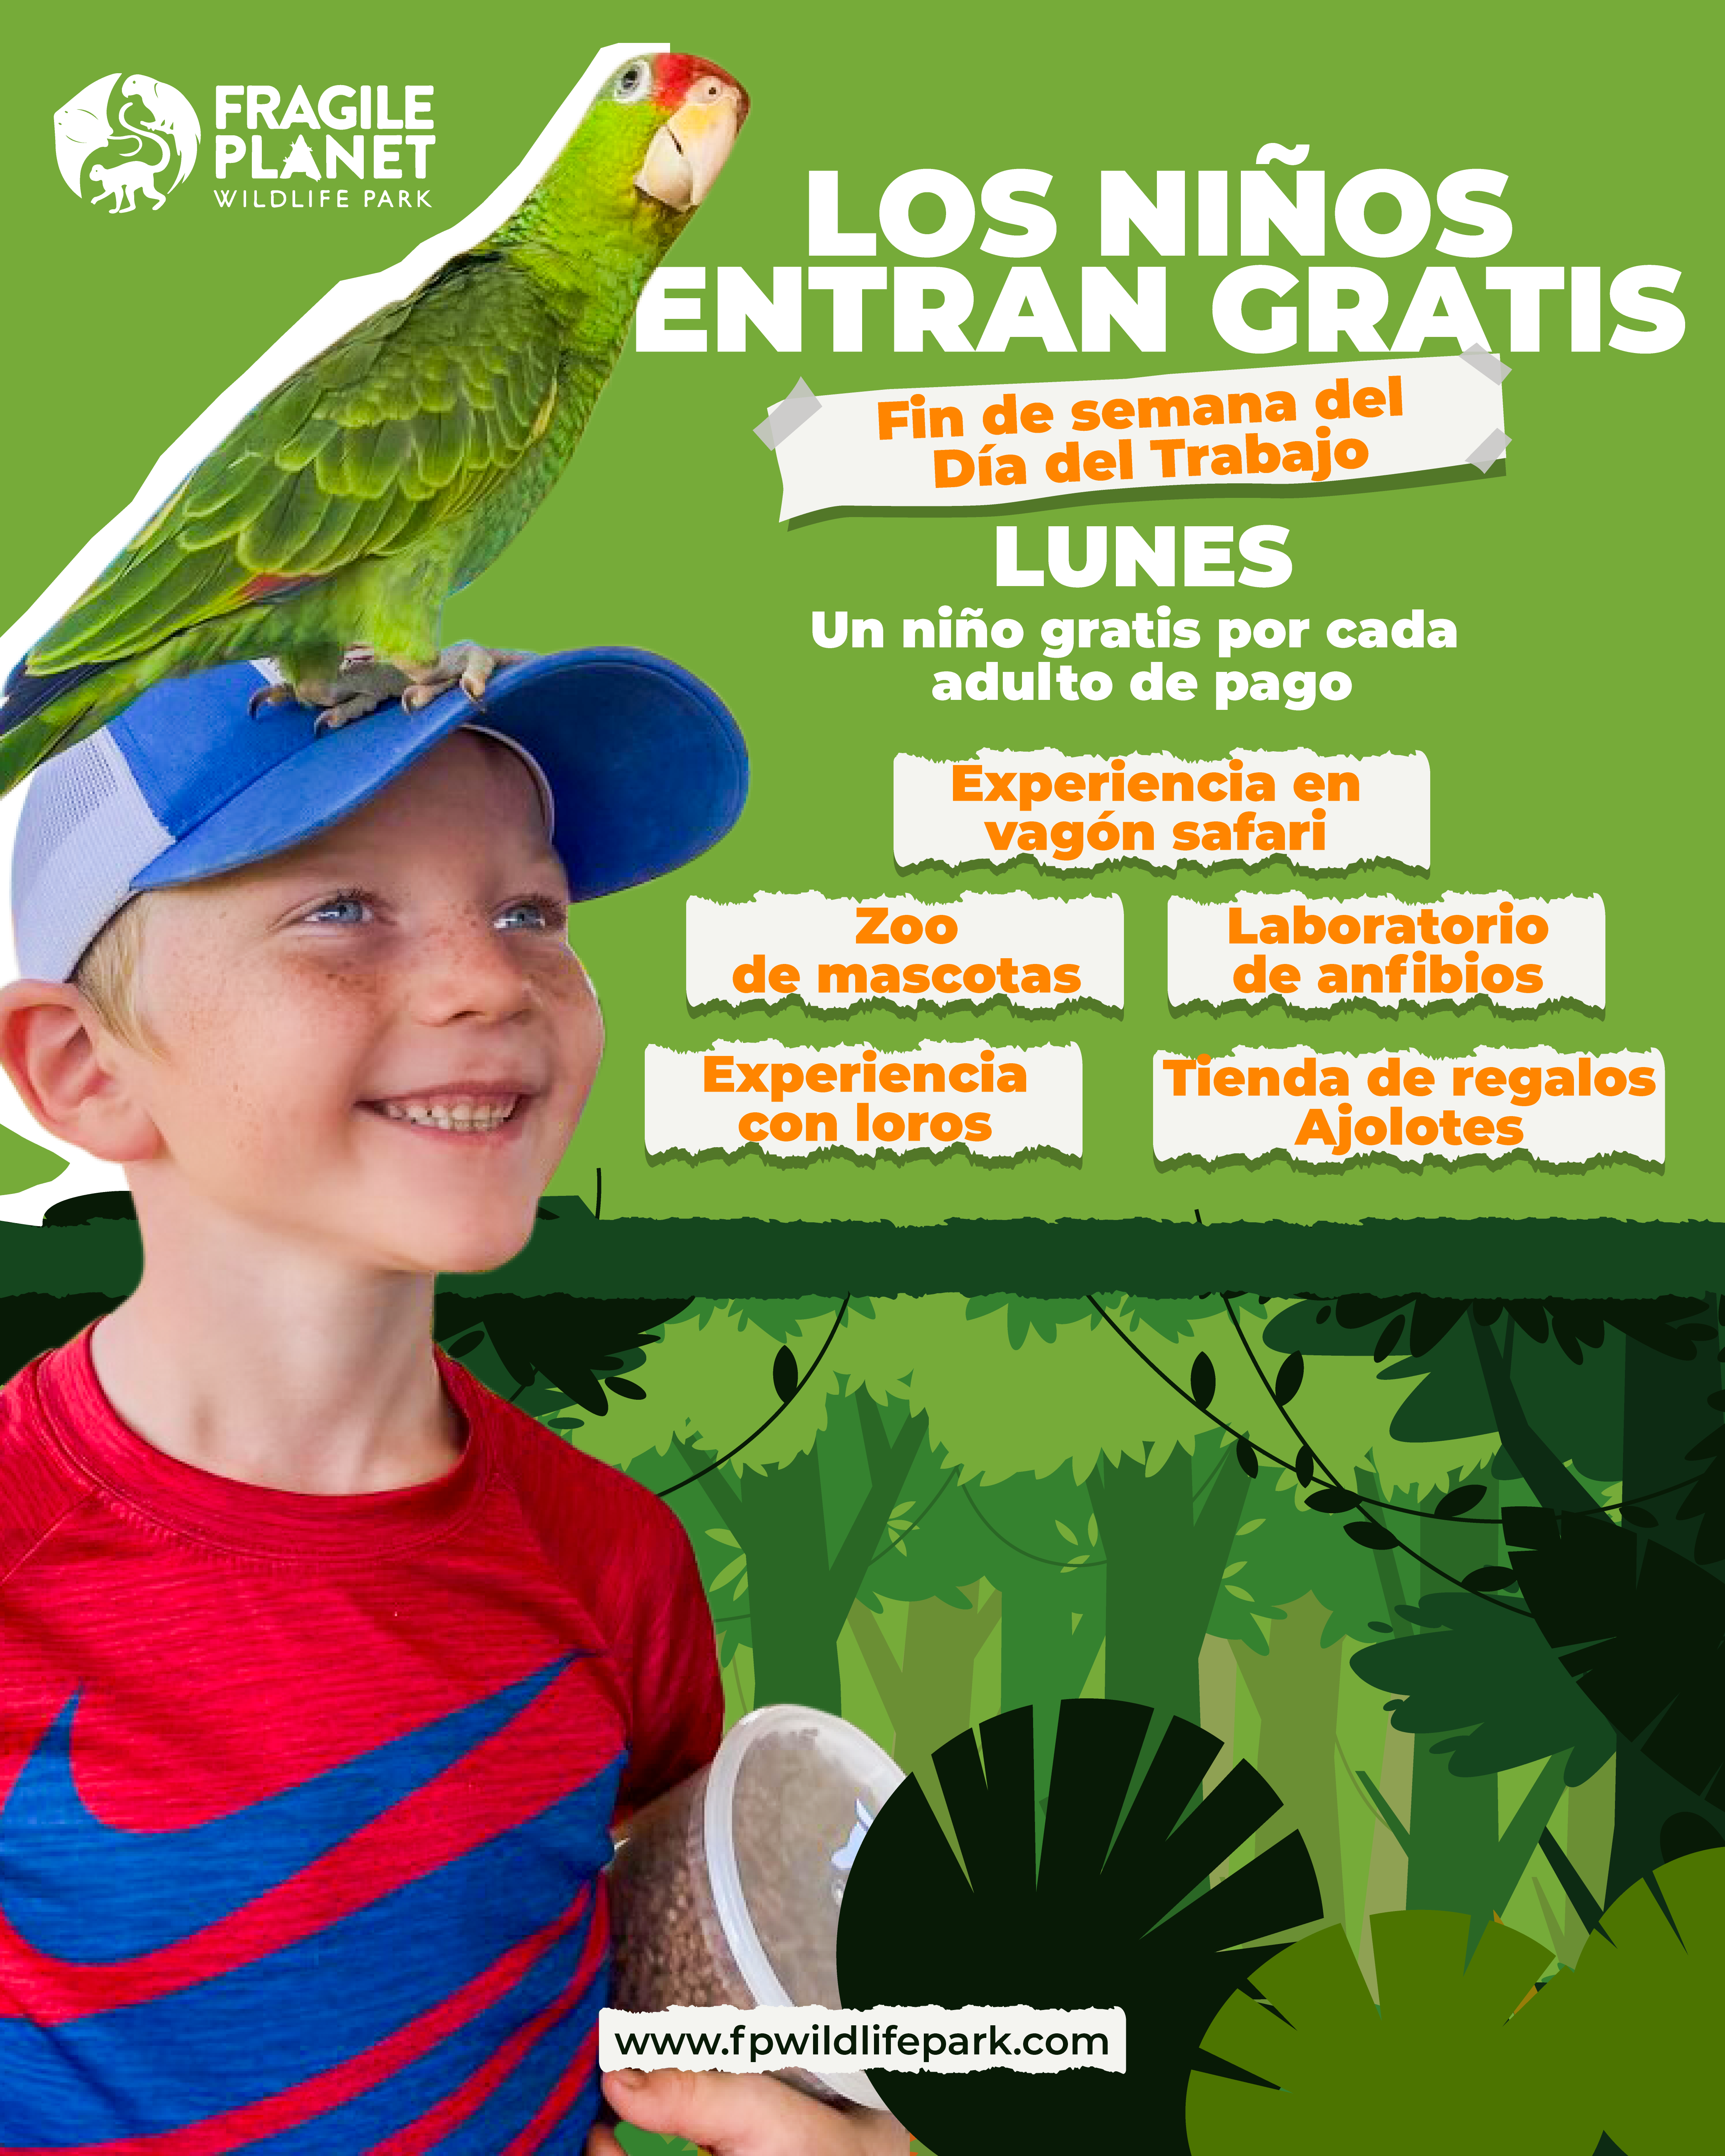 FRAGILE
PLANET
WILDLIFE PARK
LOS NIÑOS
ENTRAN GRATIS
Fin de semana del
Día del Trabajo
LUNES
Un niño gratis por cada
adulto de pago
Experiencia en
vagón safari
Zoo
de mascotas
Laboratorio
de anfibios
Experiencia
con loros
Tienda de regalos
Ajolotes
www.fpwildlifepark.com